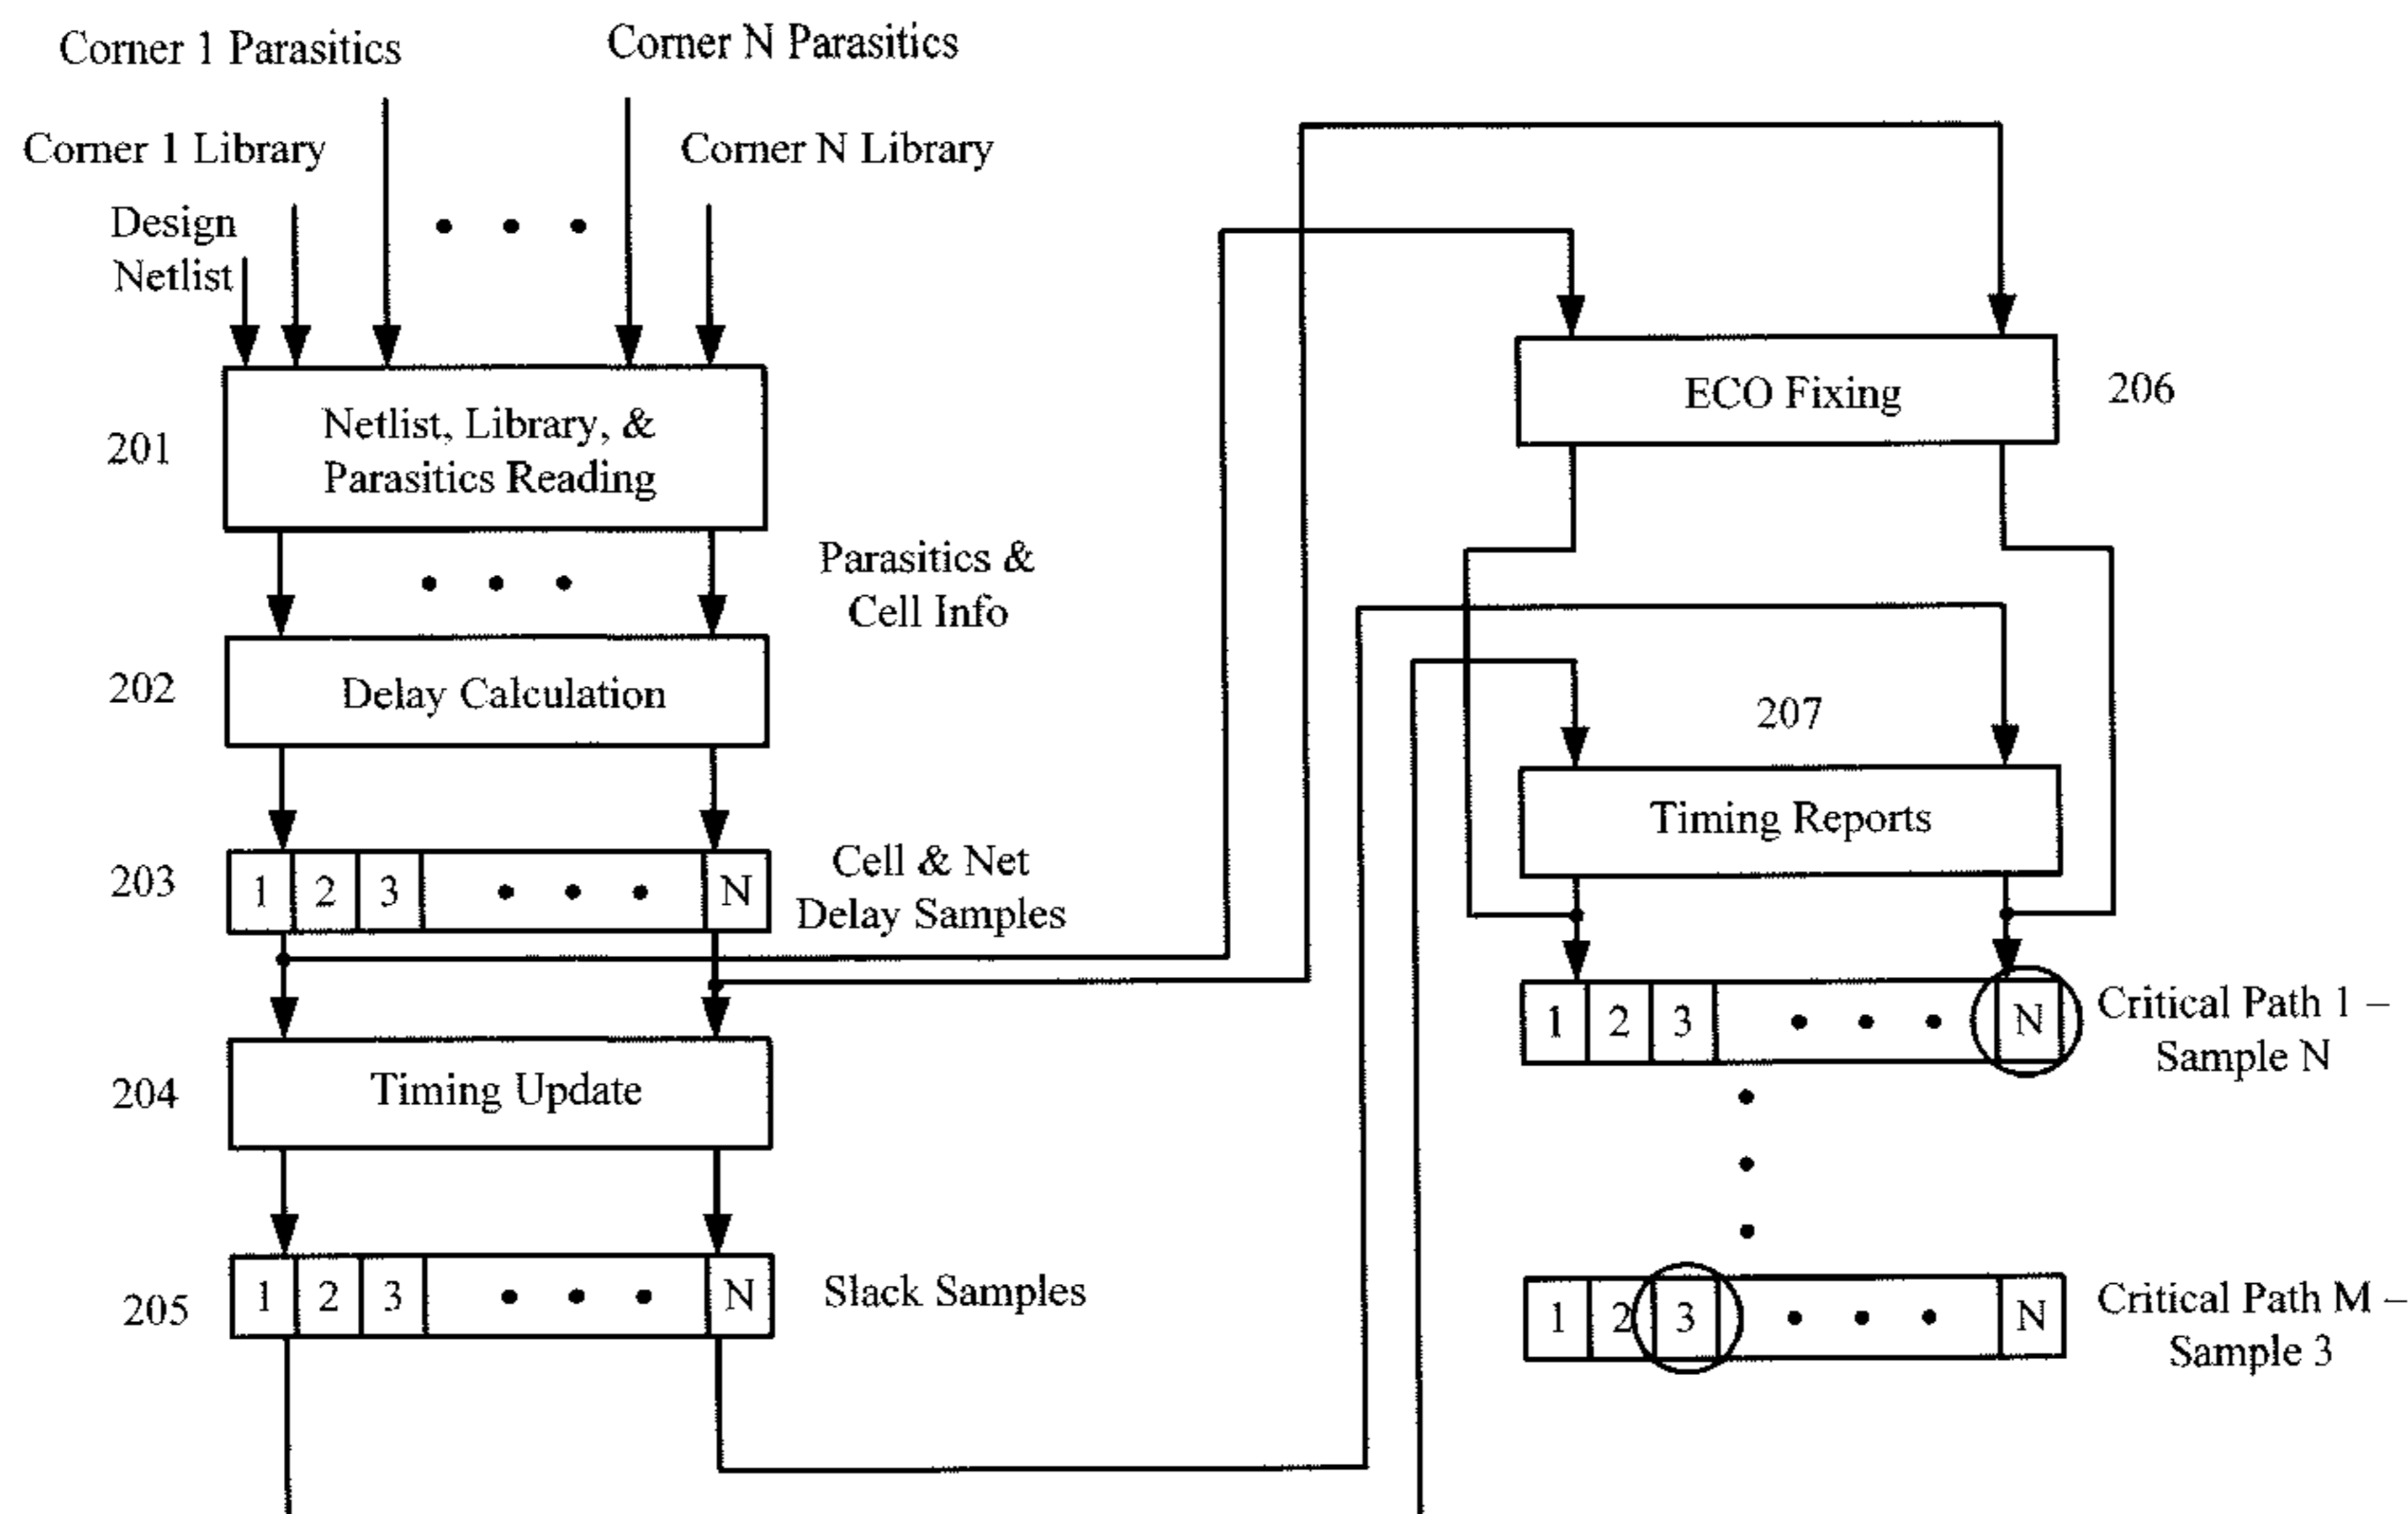 Corner 1 Parasitics
Corner N Parasitics
Corner 1 Library
Corner N Library
Design
Netlist
201
Netlist, Library, &
Parasitics Reading
Parasitics &
Cell Info
202
Delay Calculation
203
1 2 3 N
Cell & Net
Delay Samples
204
Timing Update
205
1 2 3 N
Slack Samples
ECO Fixing
206
207
Timing Reports
1 2 3 N
Critical Path 1 –
Sample N
1 2 3 N
Critical Path M –
Sample 3